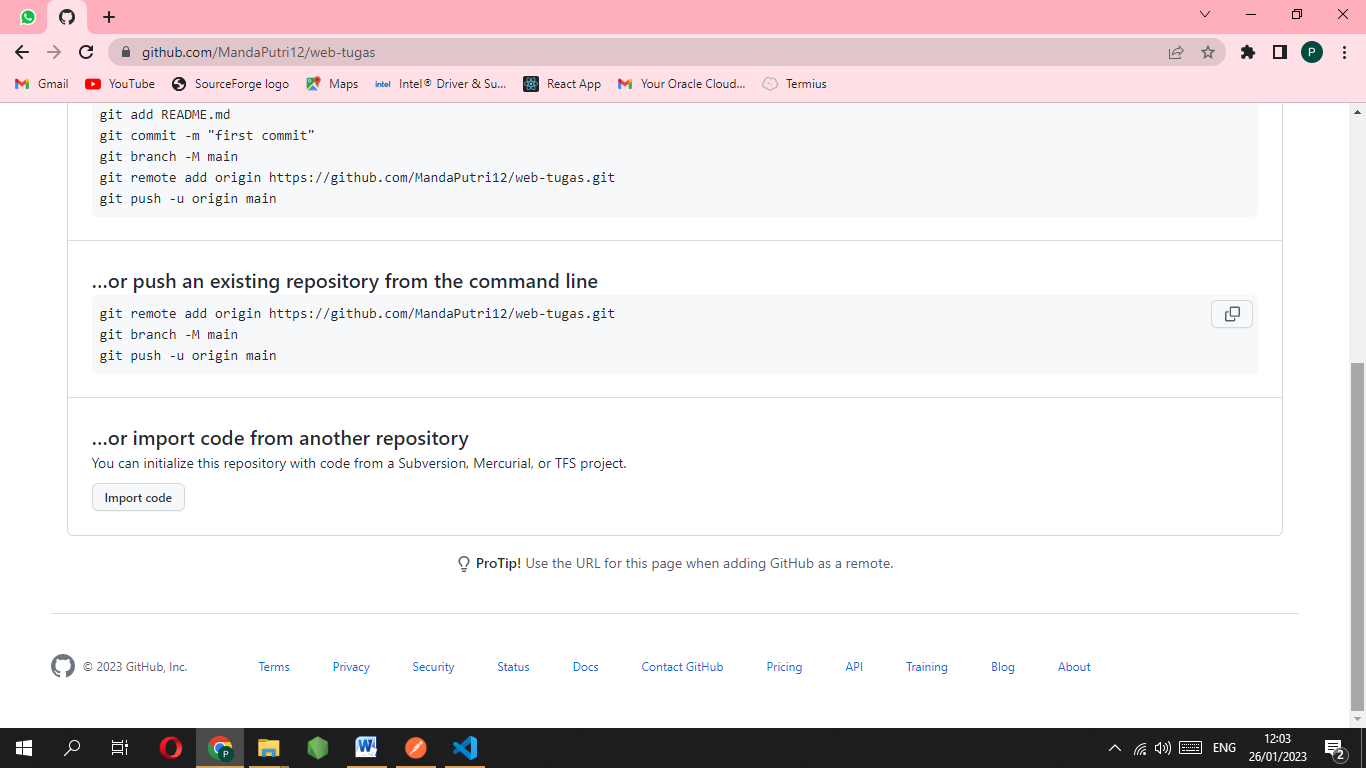 github.com/MandaPutri12/web-tugas
P
Gmail
YouTube
SourceForge logo
Maps
intel
Intel® Driver & Su...
React App
Your Oracle Cloud...
Termius
git add README.md
git commit -m "first commit"
git branch -M main
git remote add origin https://github.com/MandaPutri12/web-tugas.git
git push -u origin main
…or push an existing repository from the command line
git remote add origin https://github.com/MandaPutri12/web-tugas.git
git branch -M main
git push -u origin main
…or import code from another repository
You can initialize this repository with code from a Subversion, Mercurial, or TFS project.
Import code
ProTip! Use the URL for this page when adding GitHub as a remote.
© 2023 GitHub, Inc.
Terms
Privacy
Security
Status
Docs
Contact GitHub
Pricing
API
Training
Blog
About
P
W
ENG
12:03
26/01/2023
2